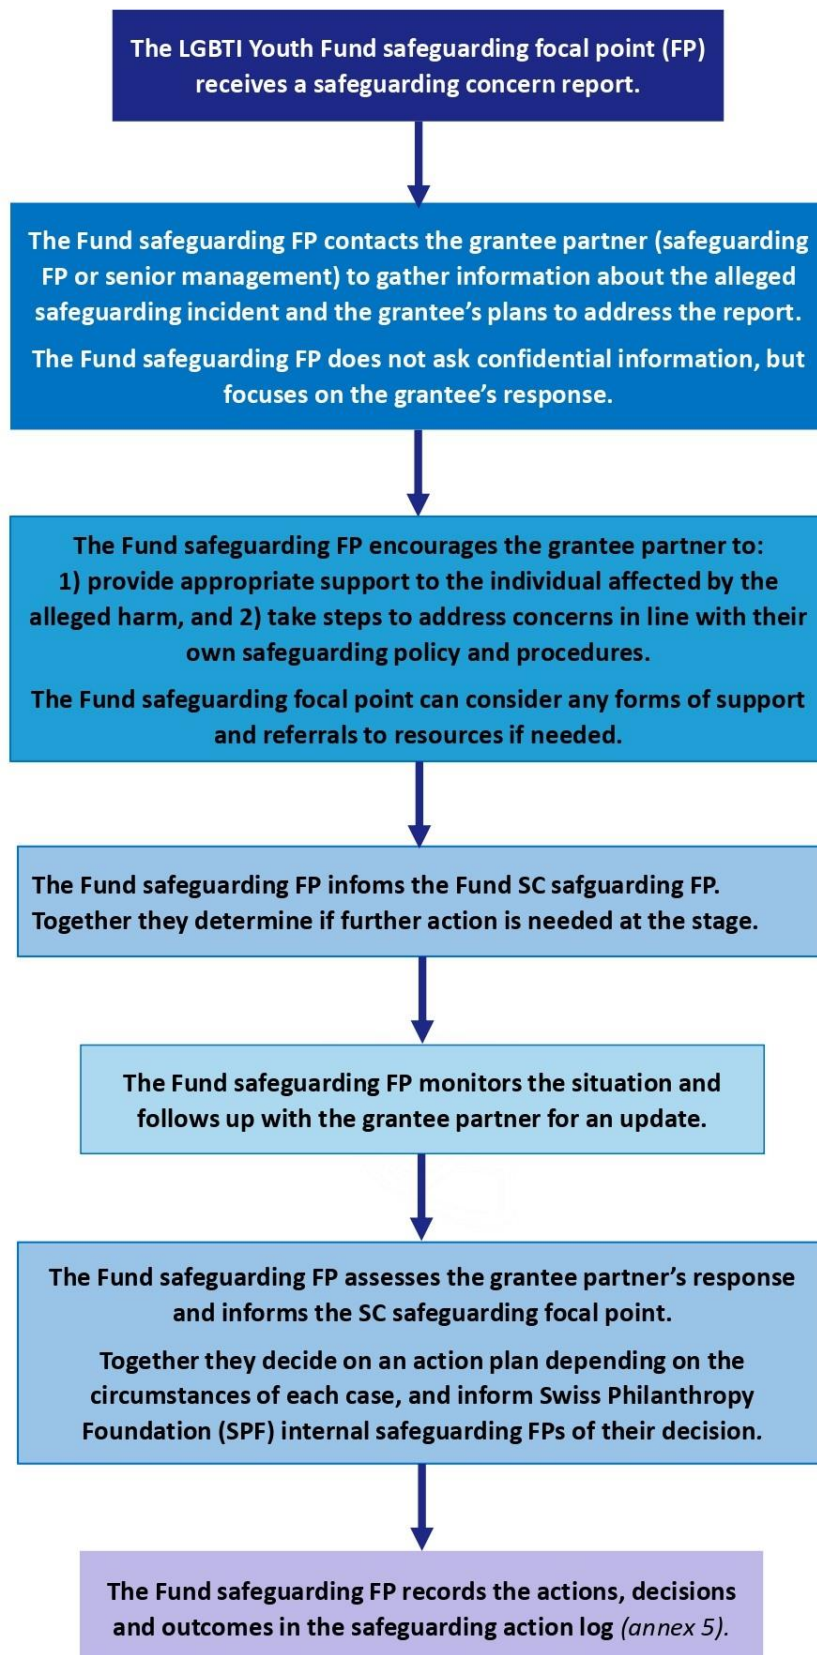 The LGBTI Youth Fund safeguarding focal point (FP)
receives a safeguarding concern report.
The Fund safeguarding FP contacts the grantee partner (safeguarding
FP or senior management) to gather information about the alleged
safeguarding incident and the grantee's plans to address the report.
The Fund safeguarding FP does not ask confidential information, but
focuses on the grantee's response.
The Fund safeguarding FP encourages the grantee partner to:
1) provide appropriate support to the individual affected by the
alleged harm, and 2) take steps to address concerns in line with their
own safeguarding policy and procedures.
The Fund safeguarding focal point can consider any forms of support
and referrals to resources if needed.
The Fund safeguarding FP infoms the Fund SC safguarding FP.
Together they determine if further action is needed at the stage.
The Fund safeguarding FP monitors the situation and
follows up with the grantee partner for an update.
The Fund safeguarding FP assesses the grantee partner's response
and informs the SC safeguarding focal point.
Together they decide on an action plan depending on the
circumstances of each case, and inform Swiss Philanthropy
Foundation (SPF) internal safeguarding FPs of their decision.
The Fund safeguarding FP records the actions, decisions
and outcomes in the safeguarding action log (annex 5).